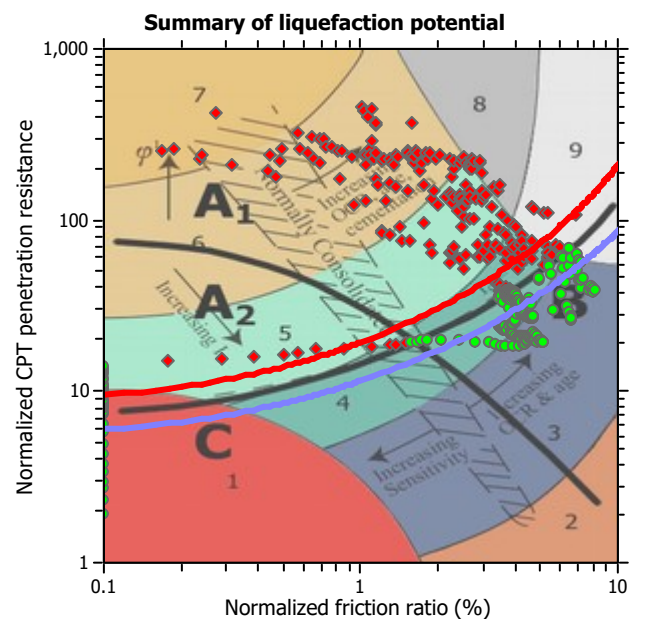 Summary of liquefaction potential
Normalized CPT penetration resistance
1,000
100
10
1
0.1
1
10
Normalized friction ratio (%)
7
8
9
φ'
A1
6
A2
5
4
C
1
3
2
B
Normally Consolidated
Increasing
cementation
Increasing
OCR & age
Increasing
Sensitivity
Increasing